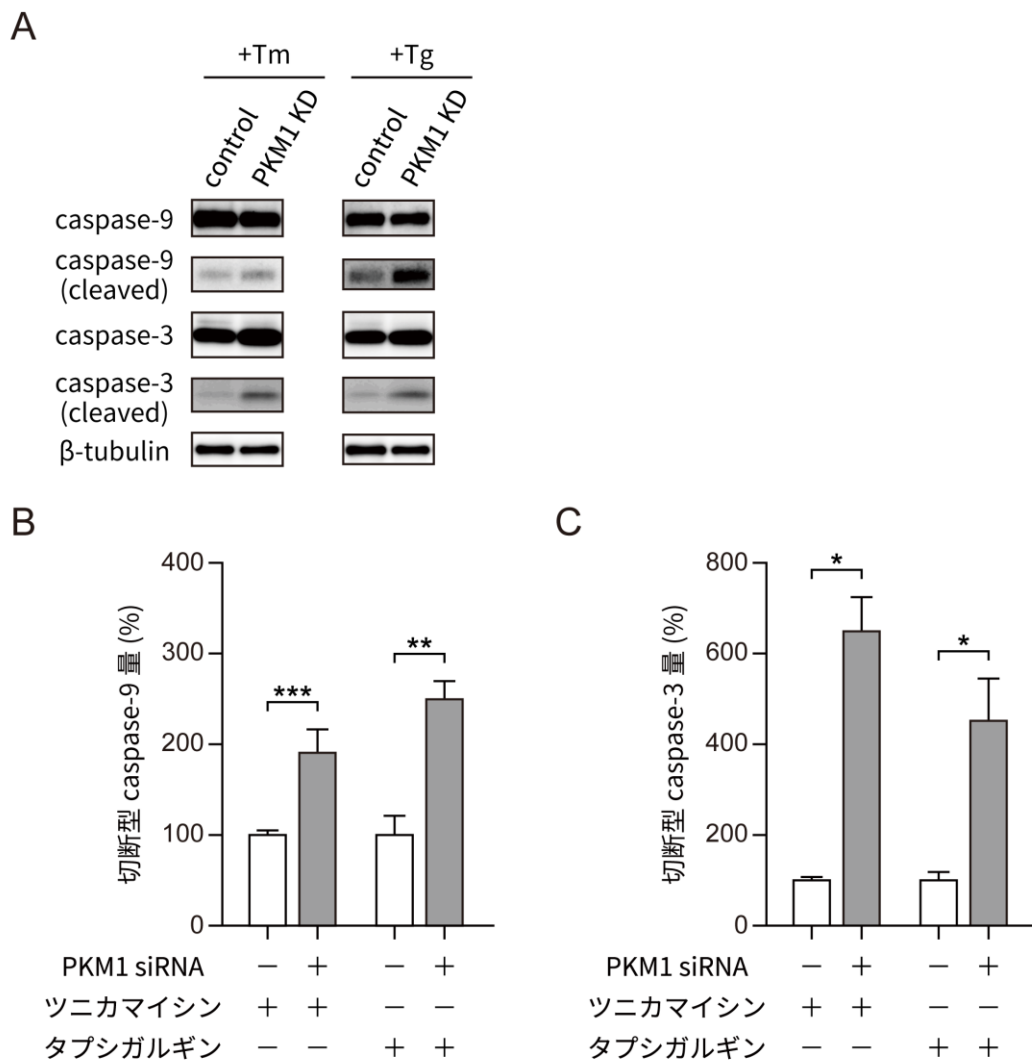 A
+Tm +Tg
control PKM1 KD control PKM1 KD
caspase-9
caspase-9
(cleaved)
caspase-3
caspase-3
(cleaved)
β-tubulin
B
切断型 caspase-9 量 (%)
400
300
200
100
0
*** **
PKM1 siRNA − + − +
ツニカマイシン + + − −
タプシガルギン − − + +
C
切断型 caspase-3 量 (%)
800
600
400
200
0
* *
PKM1 siRNA − + − +
ツニカマイシン + + − −
タプシガルギン − − + +